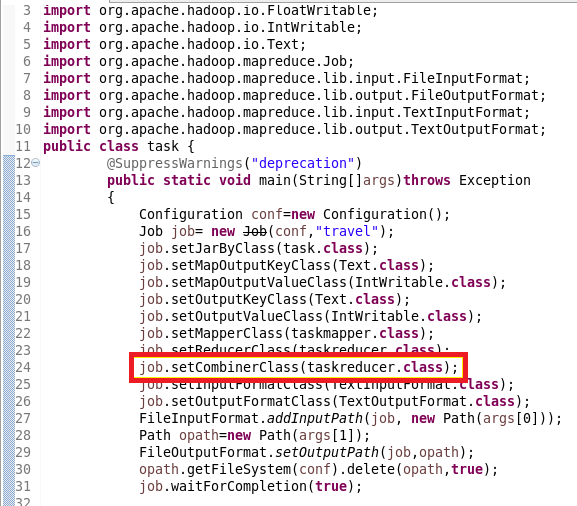 3 import org.apache.hadoop.io.FloatWritable;
4 import org.apache.hadoop.io.IntWritable;
5 import org.apache.hadoop.io.Text;
6 import org.apache.hadoop.mapreduce.Job;
7 import org.apache.hadoop.mapreduce.lib.input.FileInputFormat;
8 import org.apache.hadoop.mapreduce.lib.output.FileOutputFormat;
9 import org.apache.hadoop.mapreduce.lib.input.TextInputFormat;
10 import org.apache.hadoop.mapreduce.lib.output.TextOutputFormat;
11 public class task {
12 @SuppressWarnings("deprecation")
13 public static void main(String[]args)throws Exception
14 {
15 Configuration conf=new Configuration();
16 Job job= new Job(conf,"travel");
17 job.setJarByClass(task.class);
18 job.setMapOutputKeyClass(Text.class);
19 job.setMapOutputValueClass(IntWritable.class);
20 job.setOutputKeyClass(Text.class);
21 job.setOutputValueClass(IntWritable.class);
22 job.setMapperClass(taskmapper.class);
23 job.setReducerClass(taskreducer.class);
24 job.setCombinerClass(taskreducer.class);
25 job.setInputFormatClass(TextInputFormat.class);
26 job.setOutputFormatClass(TextOutputFormat.class);
27 FileInputFormat.addInputPath(job, new Path(args[0]));
28 Path opath=new Path(args[1]);
29 FileOutputFormat.setOutputPath(job,opath);
30 opath.getFileSystem(conf).delete(opath,true);
31 job.waitForCompletion(true);
32